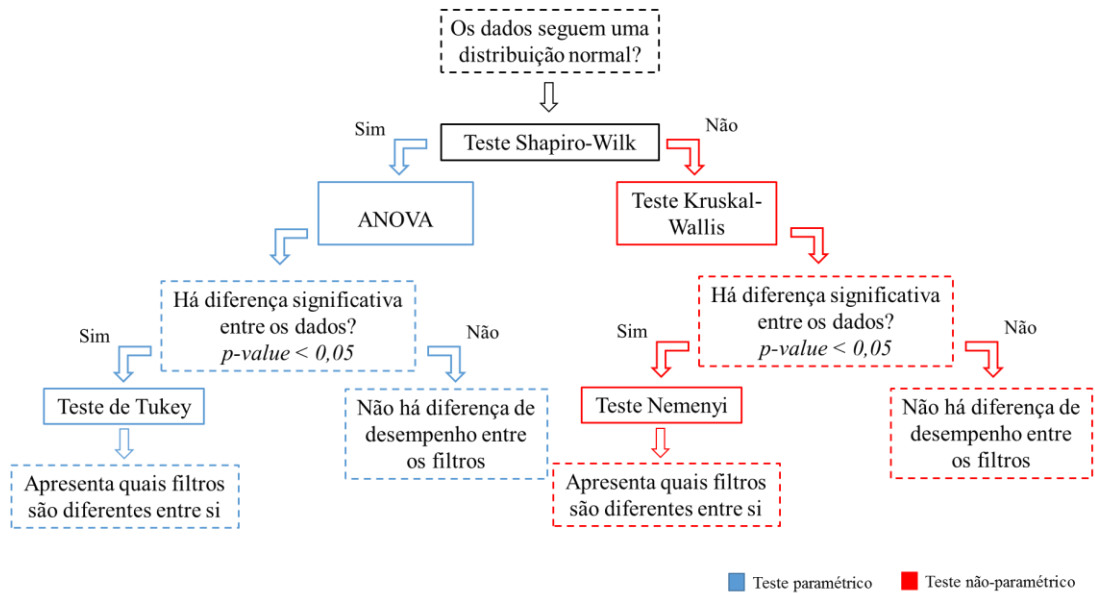 Os dados seguem uma
distribuição normal?
Sim
Não
Teste Shapiro-Wilk
ANOVA
Teste Kruskal-
Wallis
Há diferença significativa
entre os dados?
p-value < 0,05
Há diferença significativa
entre os dados?
p-value < 0,05
Sim
Não
Sim
Não
Teste de Tukey
Não há diferença de
desempenho entre
os filtros
Teste Nemenyi
Não há diferença de
desempenho entre
os filtros
Apresenta quais filtros
são diferentes entre si
Apresenta quais filtros
são diferentes entre si
Teste paramétrico
Teste não-paramétrico